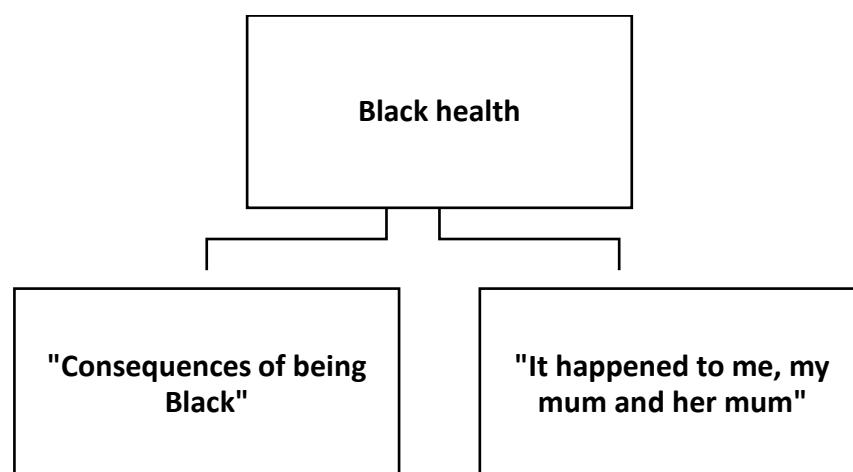 Black health
"Consequences of being
Black"
"It happened to me, my
mum and her mum"